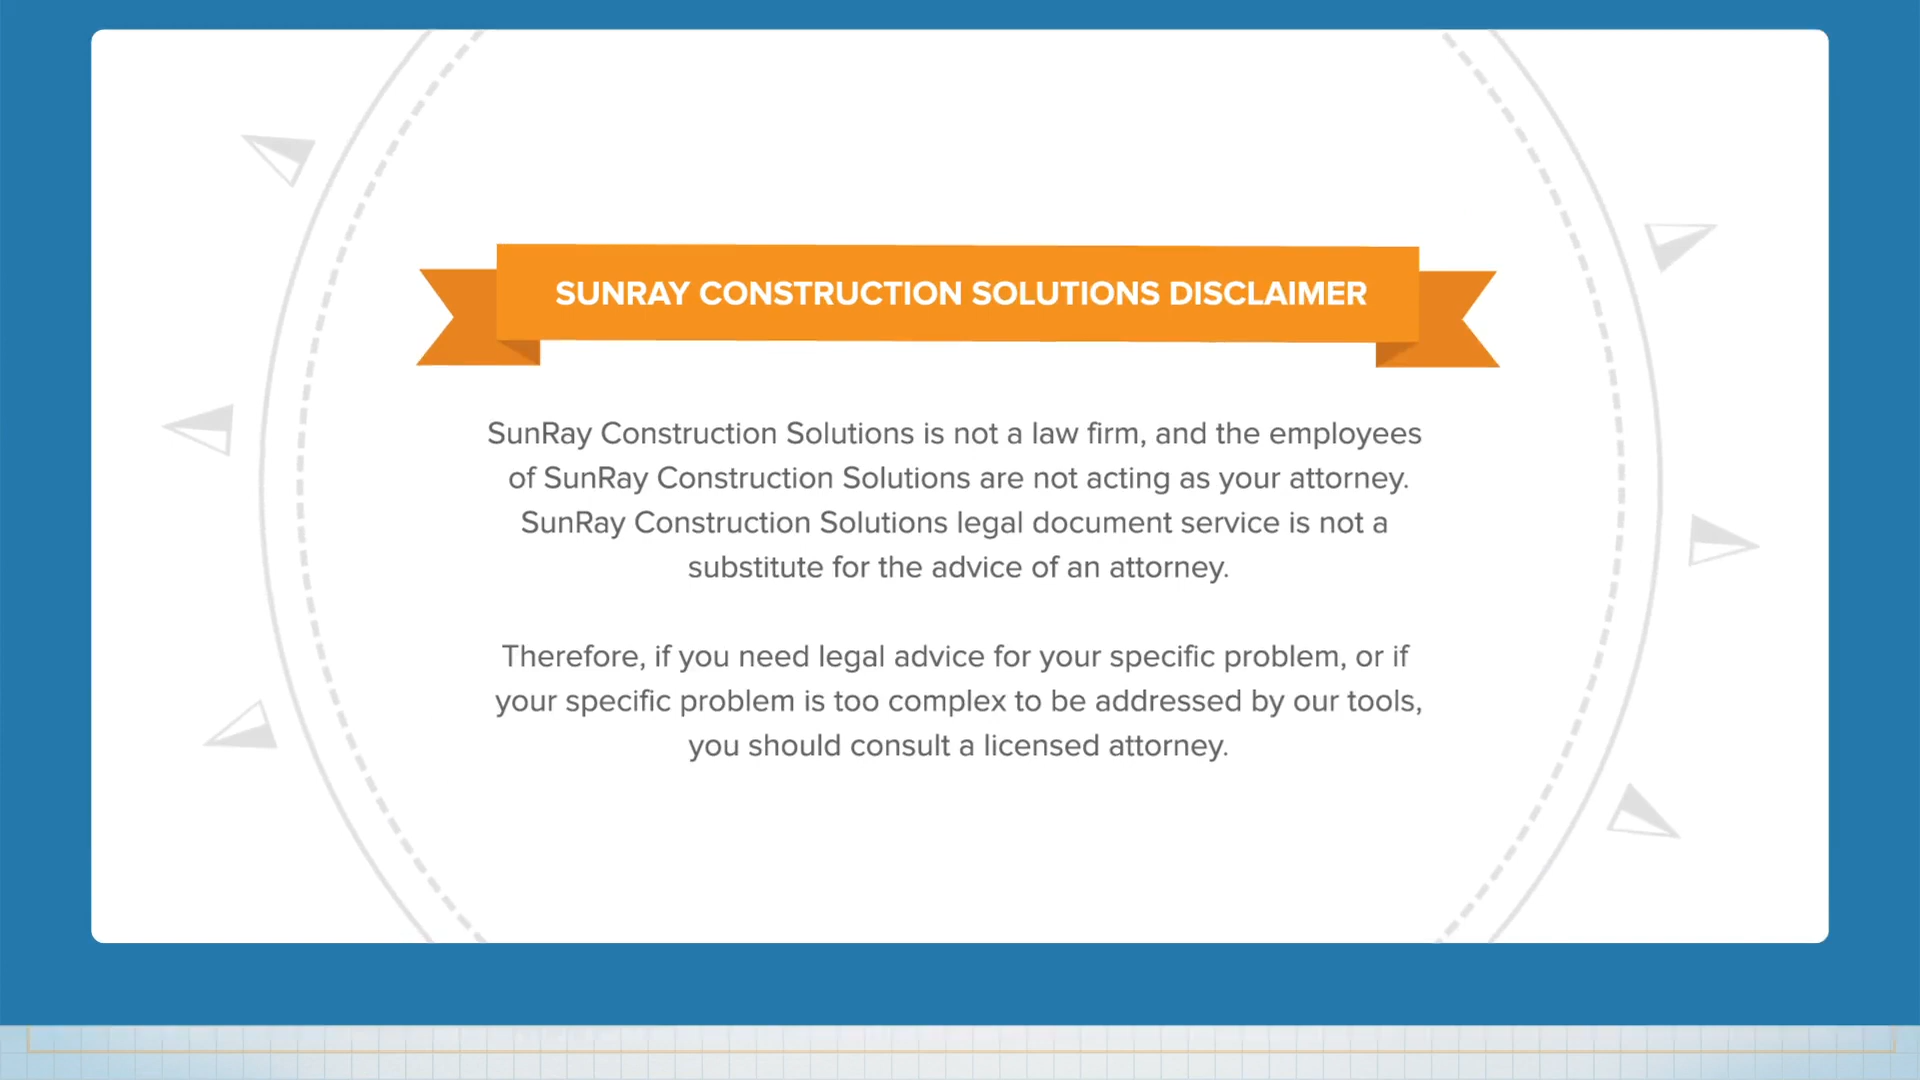 SUNRAY CONSTRUCTION SOLUTIONS DISCLAIMER
SunRay Construction Solutions is not a law firm, and the employees
of SunRay Construction Solutions are not acting as your attorney.
SunRay Construction Solutions legal document service is not a
substitute for the advice of an attorney.
Therefore, if you need legal advice for your specific problem, or if
your specific problem is too complex to be addressed by our tools,
you should consult a licensed attorney.